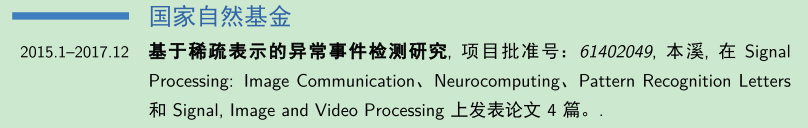 国家自然基金
2015.1–2017.12 基于稀疏表示的异常事件检测研究, 项目批准号：61402049, 本溪, 在 Signal
Processing: Image Communication、Neurocomputing、Pattern Recognition Letters
和 Signal, Image and Video Processing 上发表论文 4 篇。.